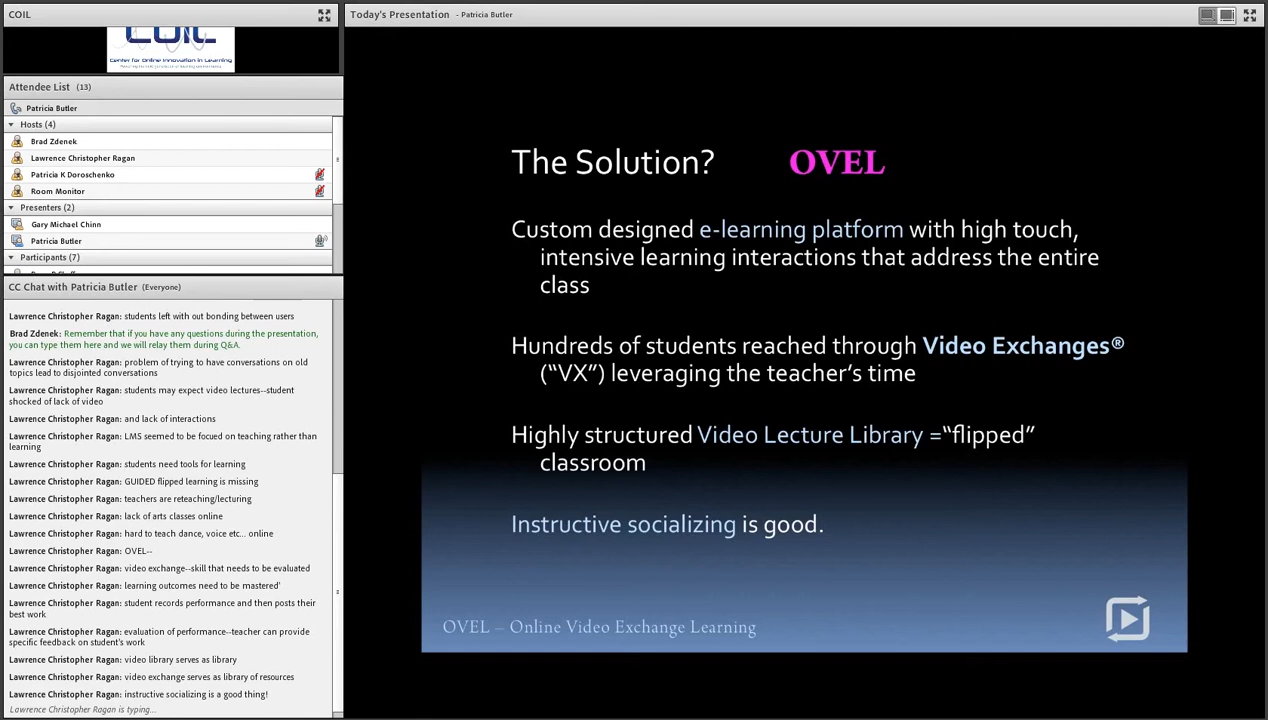 COIL
COIL
Center for Online Innovation in Learning
Attendee List (13)
Patricia Butler
Hosts (4)
Brad Zdenek
Lawrence Christopher Ragan
Patricia K Doroschenko
Room Monitor
Presenters (2)
Gary Michael Chinn
Patricia Butler
Participants (7)
CC Chat with Patricia Butler (Everyone)
Lawrence Christopher Ragan: students left with out bonding between users
Brad Zdenek: Remember that if you have any questions during the presentation,
you can type them here and we will relay them during Q&A.
Lawrence Christopher Ragan: problem of trying to have conversations on old
topics lead to disjointed conversations
Lawrence Christopher Ragan: students may expect video lectures--student
shocked of lack of video
Lawrence Christopher Ragan: and lack of interactions
Lawrence Christopher Ragan: LMS seemed to be focud on teaching rather than
learning
Lawrence Christopher Ragan: students need tools for learning
Lawrence Christopher Ragan: GUIDED flipped learning is missing
Lawrence Christopher Ragan: teachers are reteaching/lecturing
Lawrence Christopher Ragan: lack of arts classes online
Lawrence Christopher Ragan: hard to teach dance, voice etc... online
Lawrence Christopher Ragan: OVEL--
Lawrence Christopher Ragan: video exchange--skill that needs to be evaluated
Lawrence Christopher Ragan: learning outcomes need to be mastered'
Lawrence Christopher Ragan: student records performance and then posts their
best work
Lawrence Christopher Ragan: evaluation of performance--teacher can provide
specific feedback on student's work
Lawrence Christopher Ragan: video library serves as library
Lawrence Christopher Ragan: video exchange serves as library of resources
Lawrence Christopher Ragan: instructive socializing is a good thing!
Lawrence Christopher Ragan is typing...
Today's Presentation - Patricia Butler
The Solution? OVEL
Custom designed e-learning platform with high touch,
intensive learning interactions that address the entire
class
Hundreds of students reached through Video Exchanges®
(“VX”) leveraging the teacher’s time
Highly structured Video Lecture Library =“flipped”
classroom
Instructive socializing is good.
OVEL – Online Video Exchange Learning